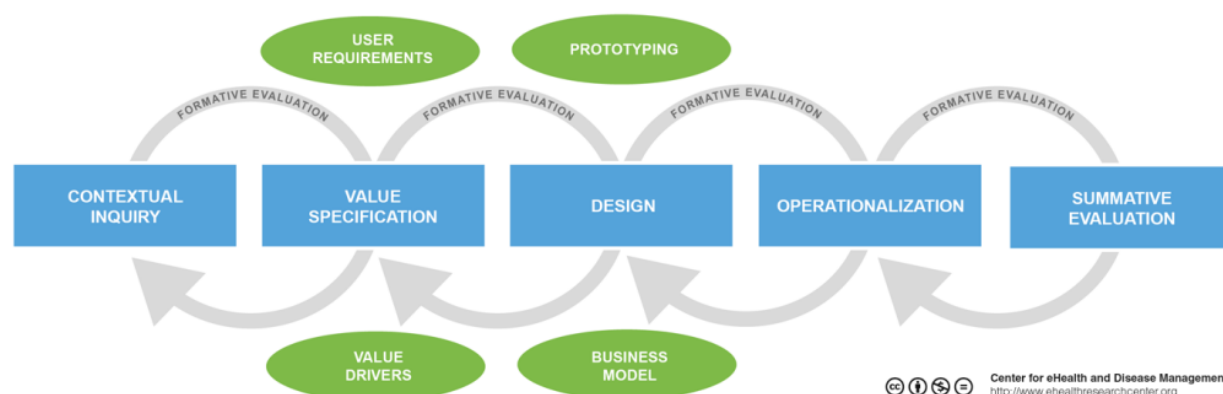 USER
REQUIREMENTS
PROTOTYPING
FORMATIVE EVALUATION
FORMATIVE EVALUATION
FORMATIVE EVALUATION
FORMATIVE EVALUATION
CONTEXTUAL
INQUIRY
VALUE
SPECIFICATION
DESIGN
OPERATIONALIZATION
SUMMATIVE
EVALUATION
VALUE
DRIVERS
BUSINESS
MODEL
Center for eHealth and Disease Managemen
http://www.ehealthresearchcenter.org